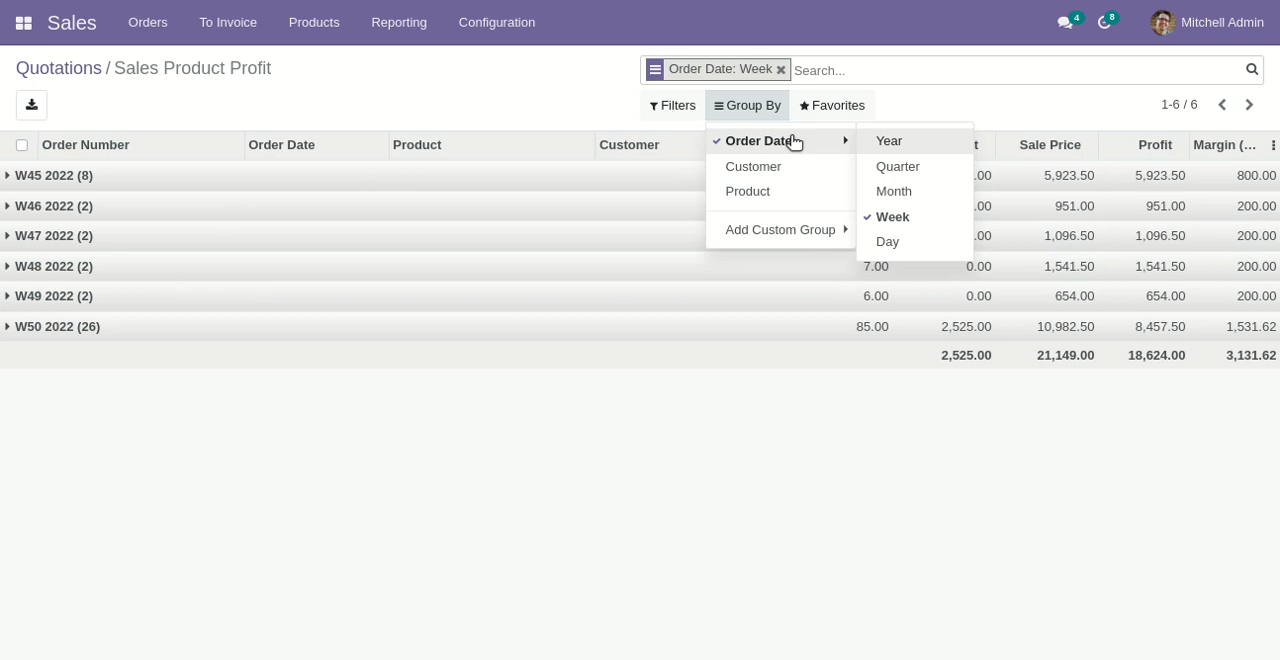 Sales Orders To Invoice Products Reporting Configuration 4 8 Mitchell Admin
Quotations / Sales Product Profit
Order Date: Week Search...
Filters Group By Favorites 1-6 / 6
Order Number Order Date Product Customer t Sale Price Profit Margin (...
Order Date
Customer
Product
Add Custom Group
Year
Quarter
Month
Week
Day
W45 2022 (8) .00 5,923.50 5,923.50 800.00
W46 2022 (2) .00 951.00 951.00 200.00
W47 2022 (2) .00 1,096.50 1,096.50 200.00
W48 2022 (2) 7.00 0.00 1,541.50 1,541.50 200.00
W49 2022 (2) 6.00 0.00 654.00 654.00 200.00
W50 2022 (26) 85.00 2,525.00 10,982.50 8,457.50 1,531.62
2,525.00 21,149.00 18,624.00 3,131.62